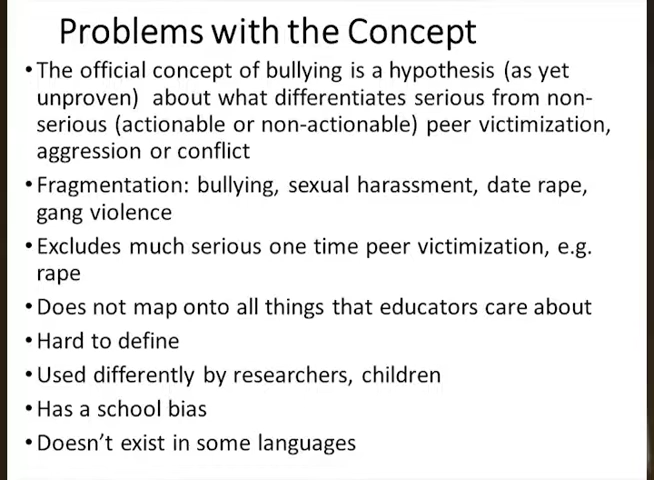 Problems with the Concept
•The official concept of bullying is a hypothesis (as yet
unproven) about what differentiates serious from non-
serious (actionable or non-actionable) peer victimization,
aggression or conflict
•Fragmentation: bullying, sexual harassment, date rape,
gang violence
•Excludes much serious one time peer victimization, e.g.
rape
•Does not map onto all things that educators care about
•Hard to define
•Used differently by researchers, children
•Has a school bias
•Doesn’t exist in some languages